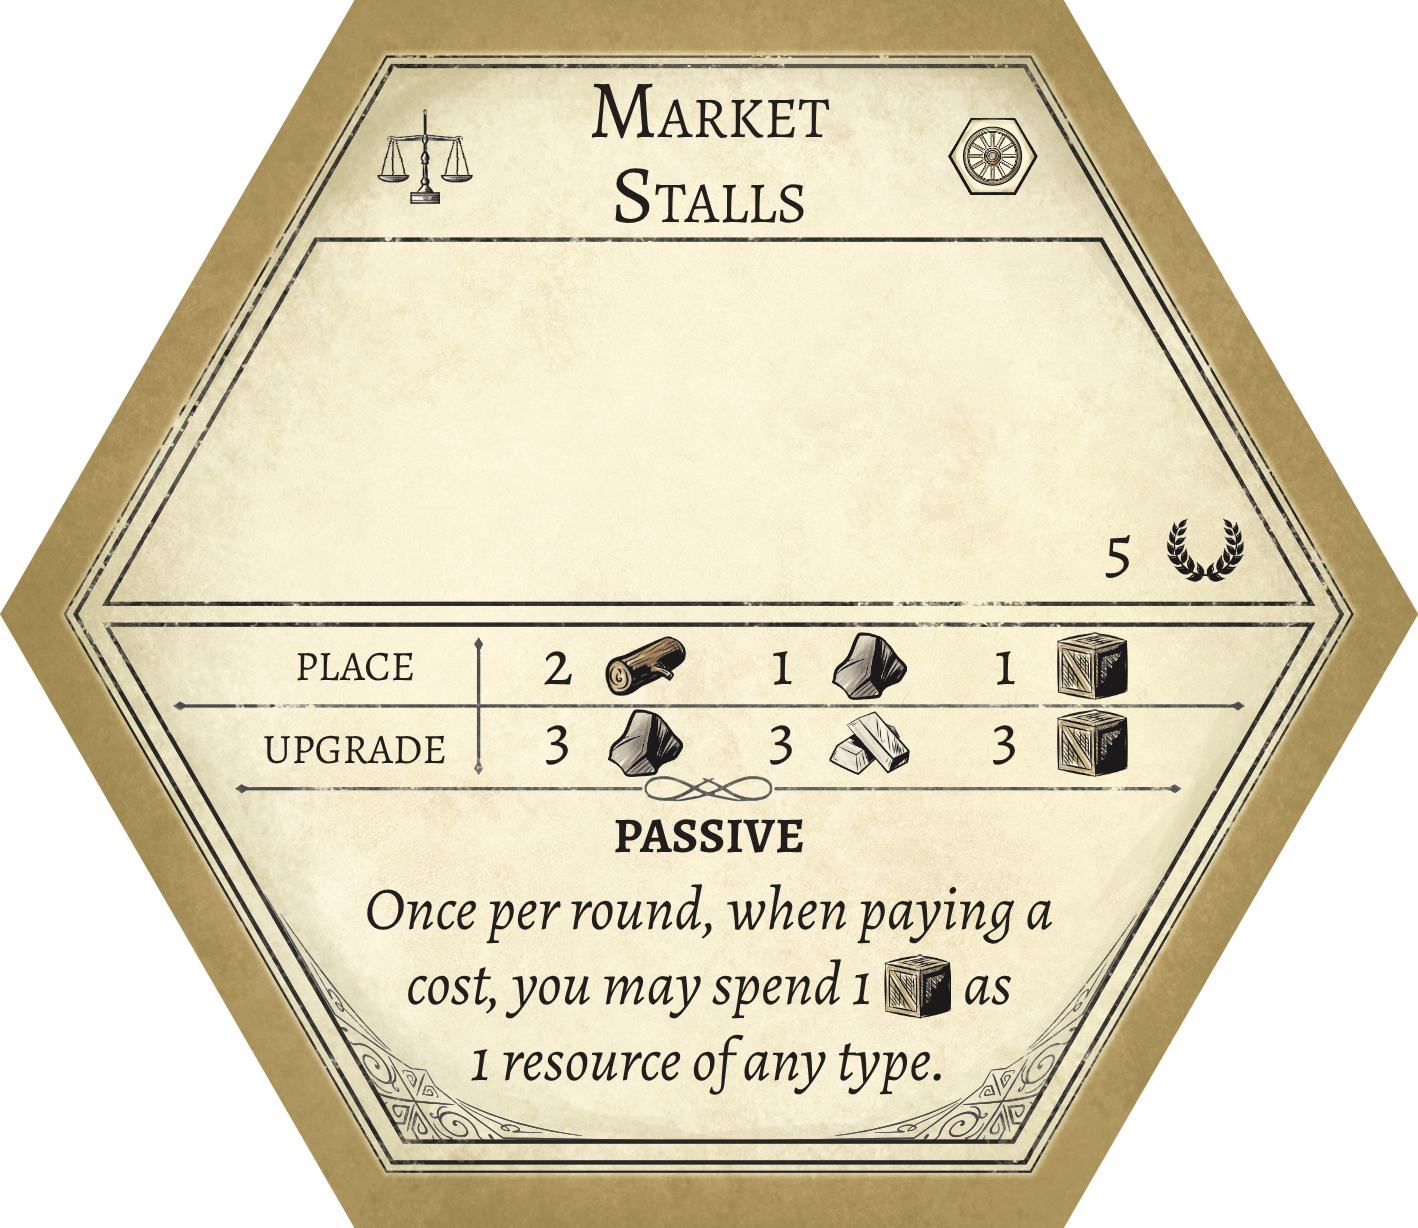 Market
Stalls
5
PLACE 2 1 1
UPGRADE 3 3 3
PASSIVE
Once per round, when paying a
cost, you may spend 1 as
1 resource of any type.